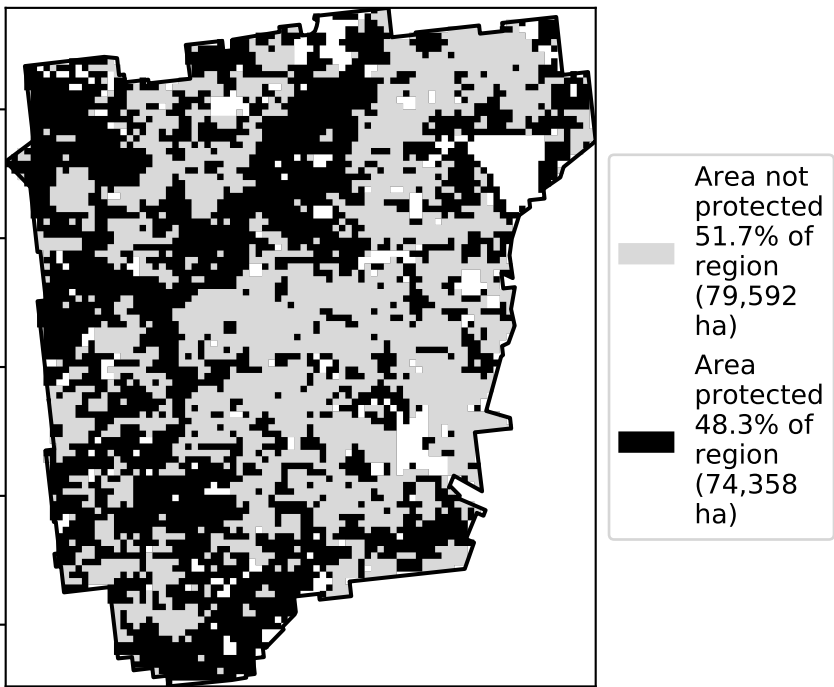 Area not
protected
51.7% of
region
(79,592
ha)
Area
protected
48.3% of
region
(74,358
ha)